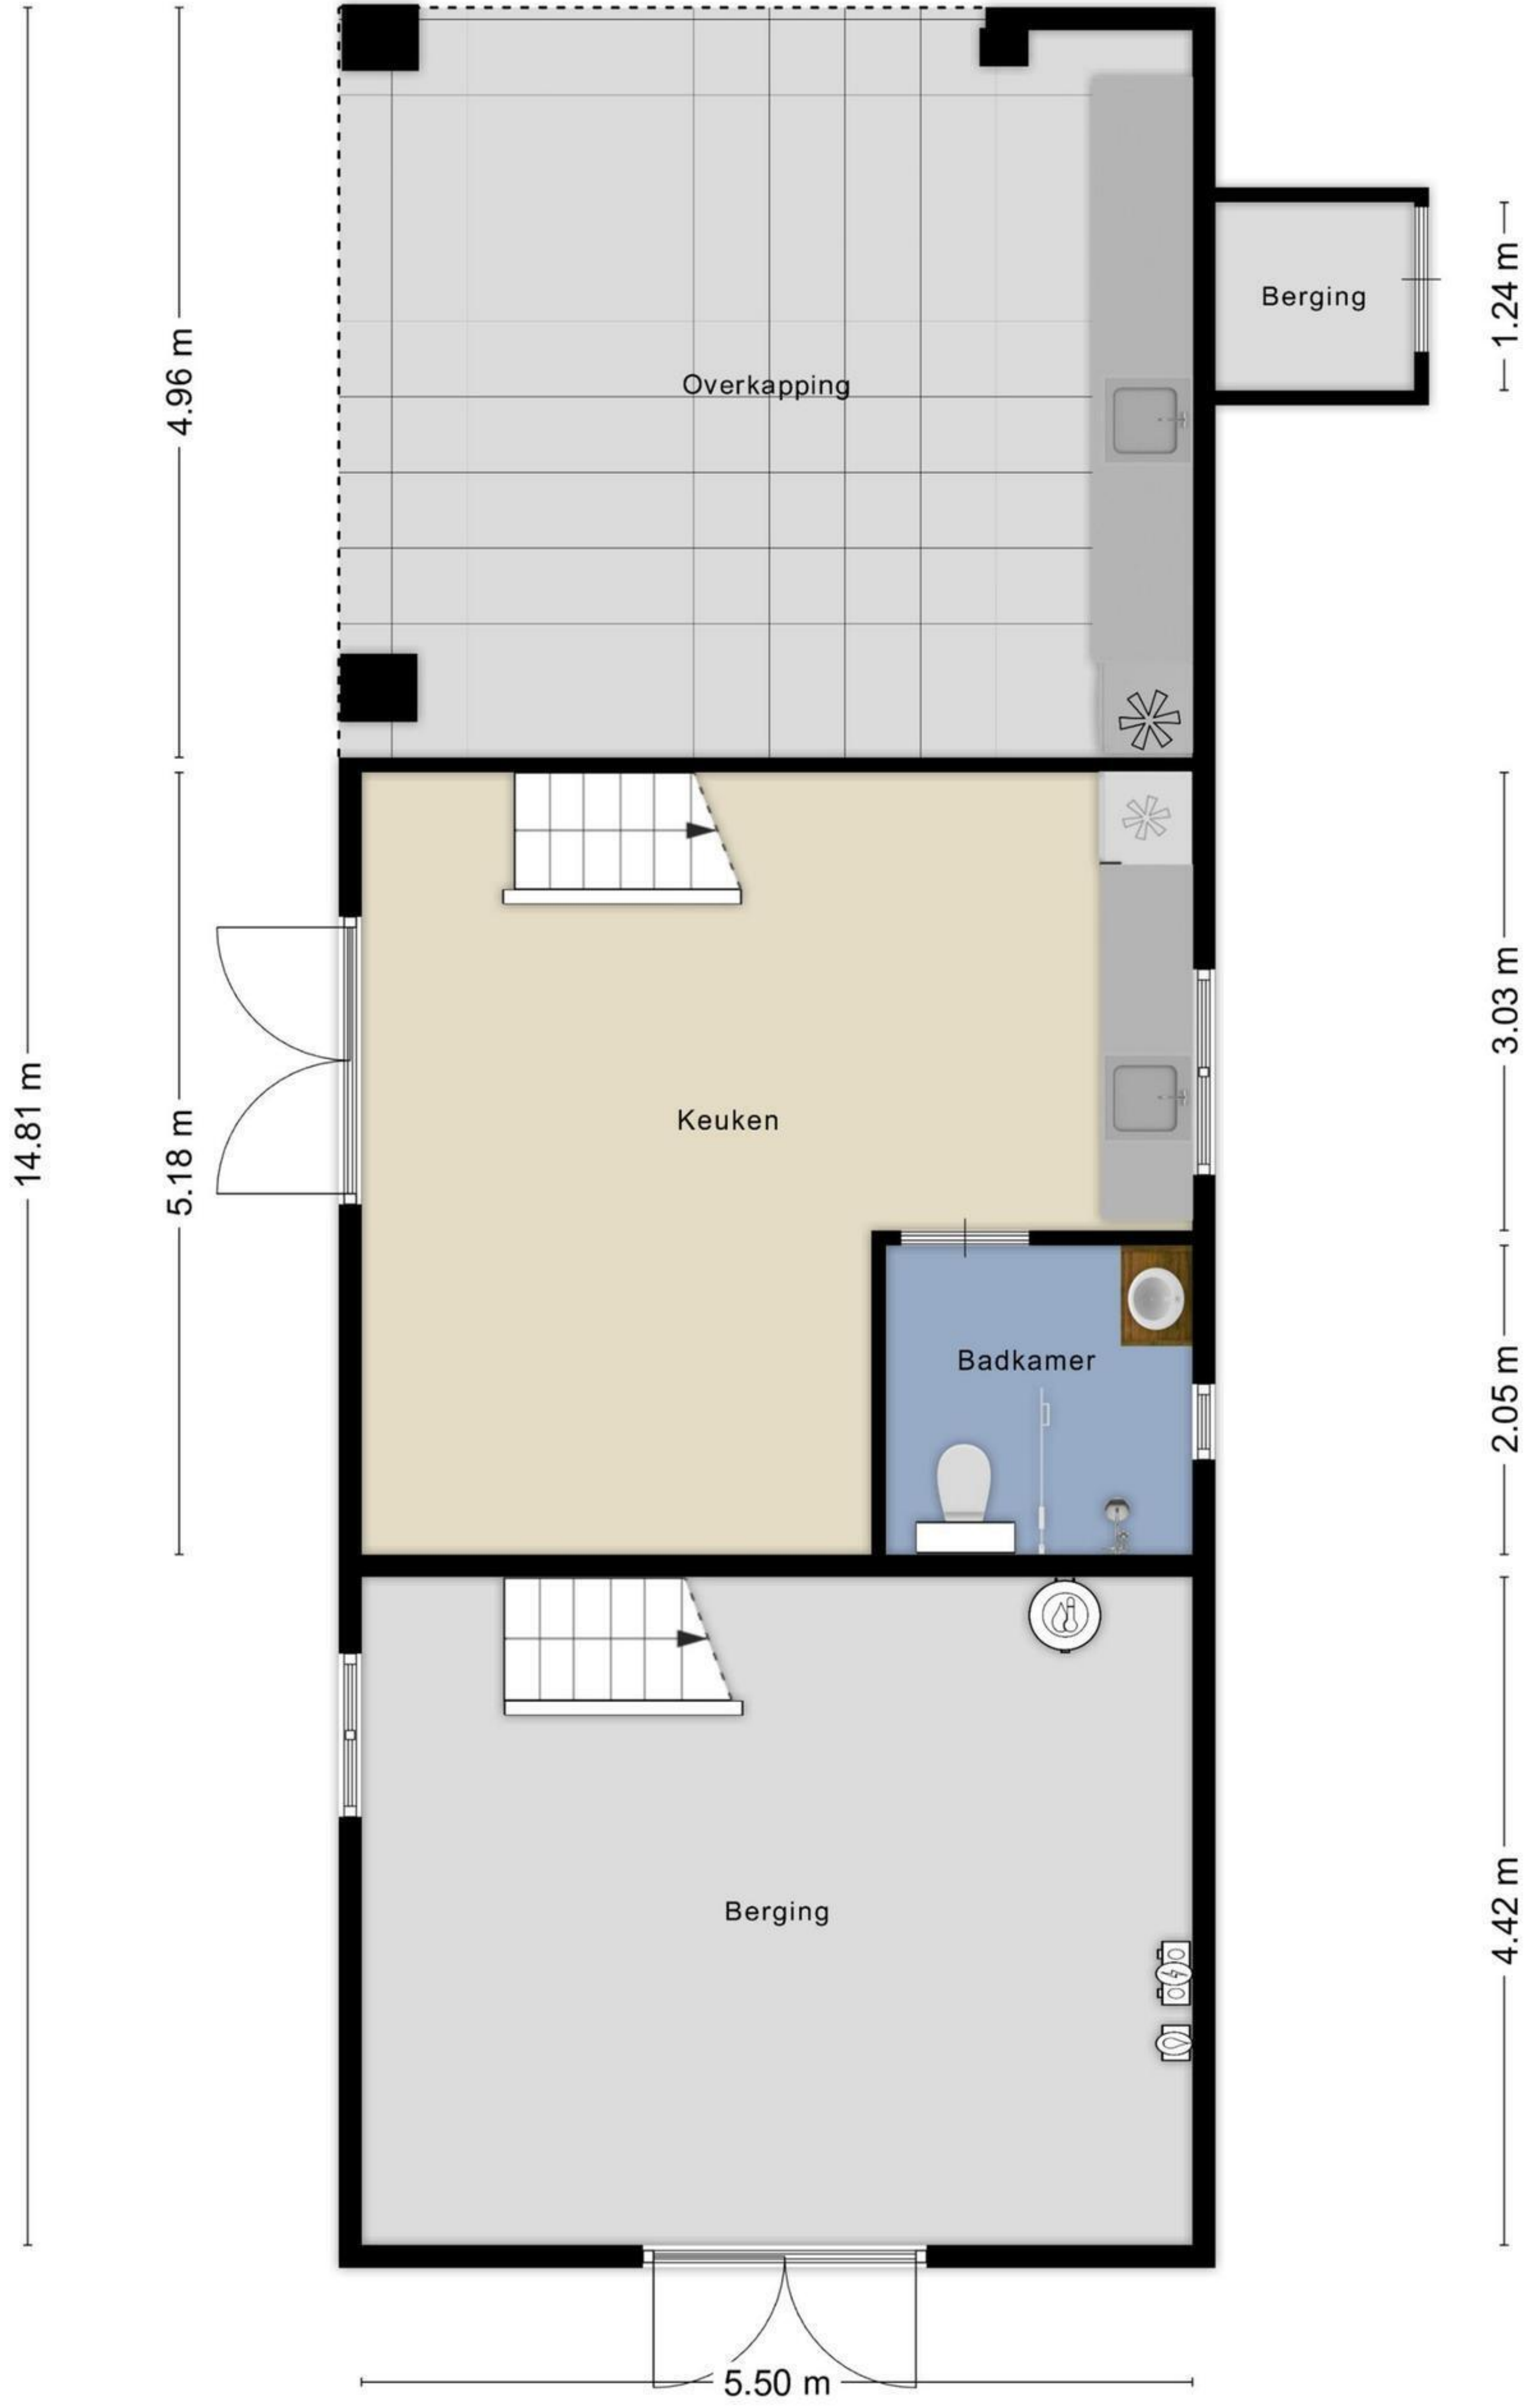 1.24 m
Berging
4.96 m
Overkapping
3.03 m
14.81 m
5.18 m
Keuken
2.05 m
Badkamer
4.42 m
Berging
5.50 m